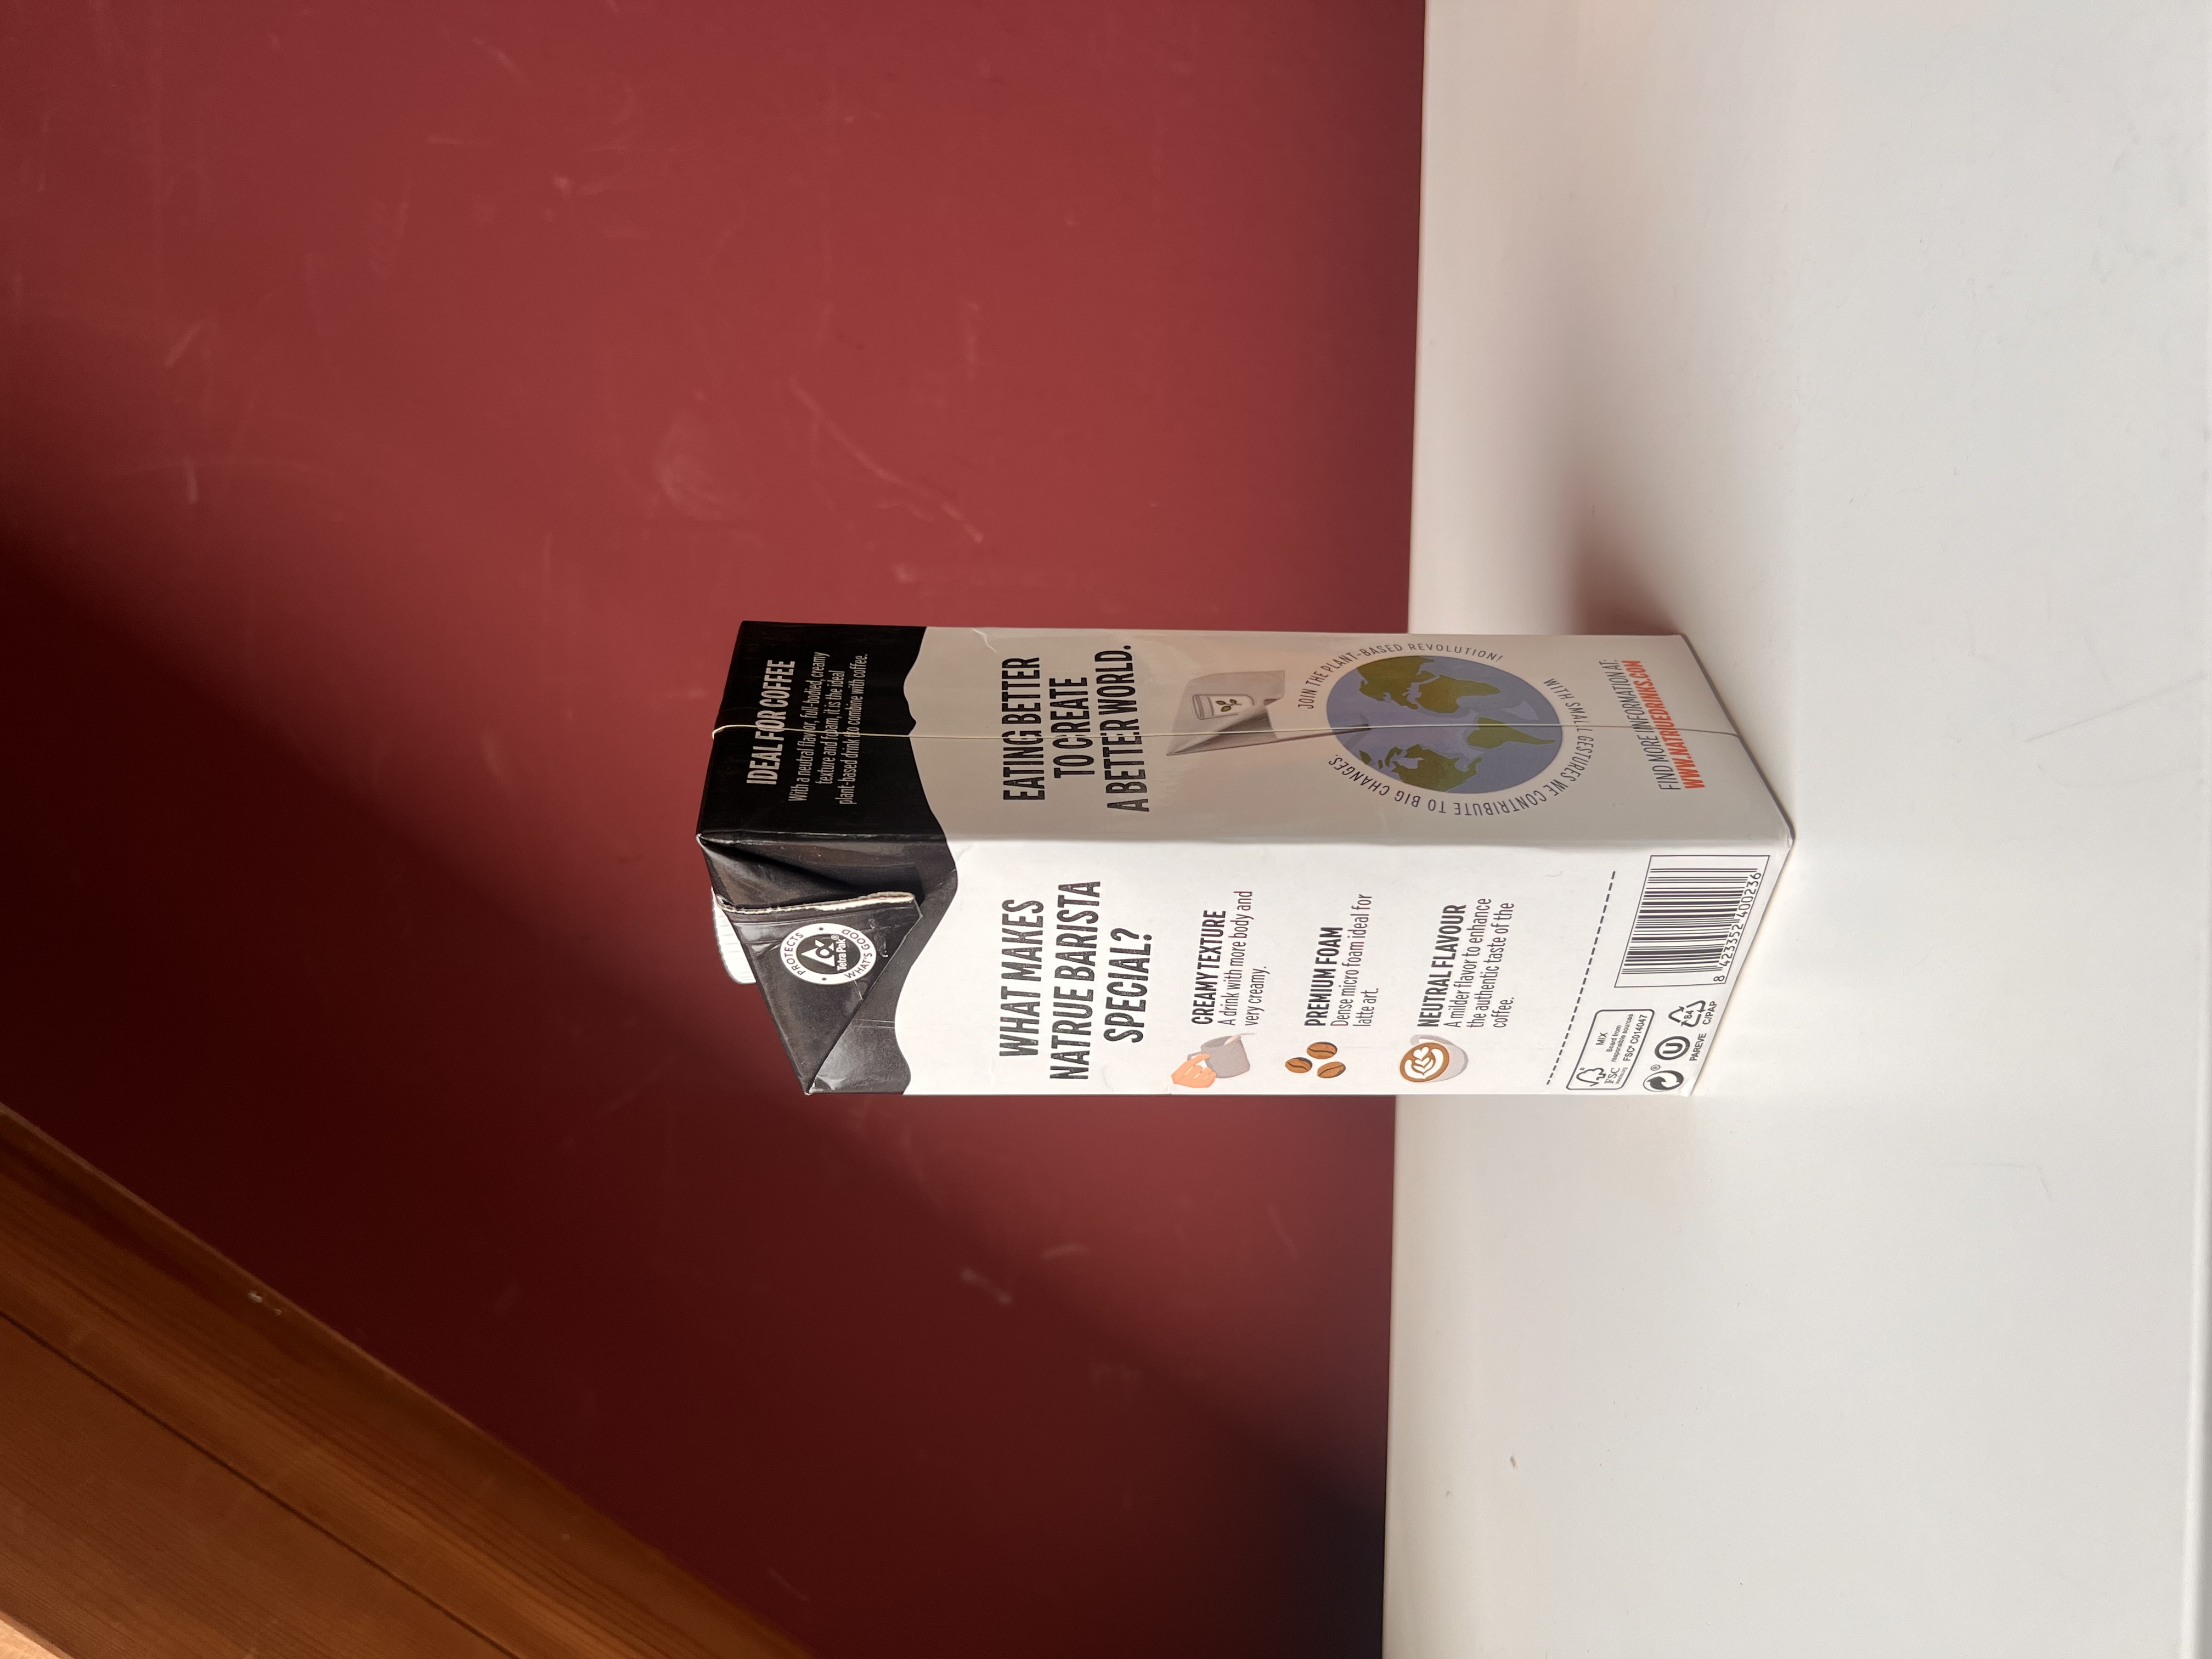 PROTECTS
Tetra Pak®
WHAT'S GOOD
WHAT MAKES
NATRUE BARISTA
SPECIAL?
CREAMY TEXTURE
A drink with more body and
very creamy.
PREMIUM FOAM
Dense micro foam ideal for
latte art.
NEUTRAL FLAVOUR
A milder flavor to enhance
the authentic taste of the
coffee.
FSC®
MIX
Board from
responsible sources
FSC® C014047
®
U
PAREVE
84
C/PAP
8 423352 400236
IDEAL FOR COFFEE
With a neutral flavor, full-bodied, creamy
texture and foam, it is the ideal
plant-based drink to combine with coffee.
EATING BETTER
TO CREATE
A BETTER WORLD.
JOIN THE PLANT-BASED REVOLUTION!
WITH SMALL GESTURES WE CONTRIBUTE TO BIG CHANGES.
FIND MORE INFORMATION AT:
WWW.NATRUEDRINKS.COM